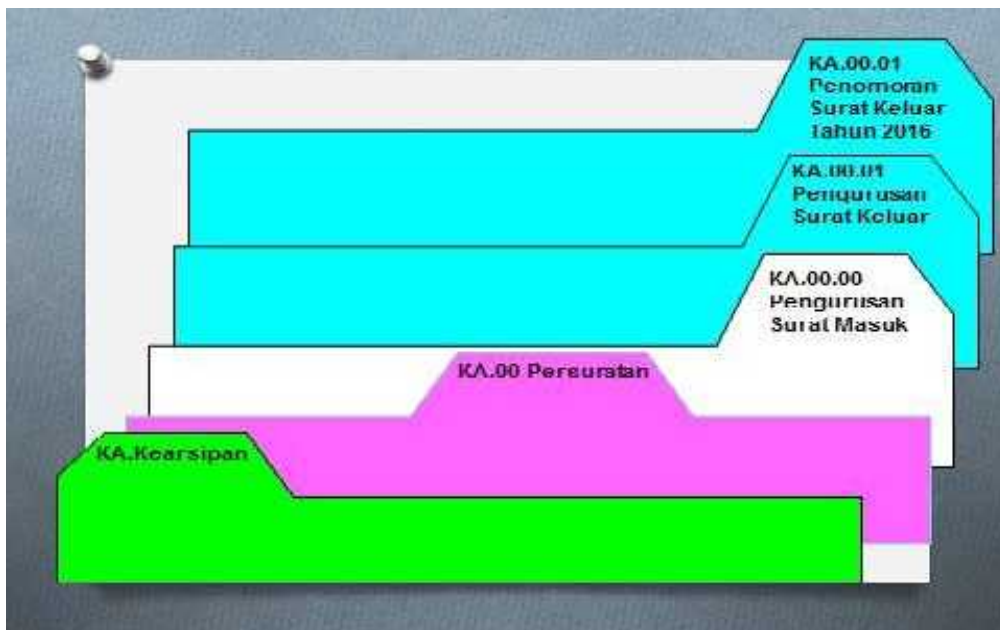 KA.00.01
Penomoran
Surat Keluar
Tahun 2016
KA.00.01
Pengurusan
Surat Keluar
KA.00.00
Pengurusan
Surat Masuk
KA.00 Persuratan
KA.Kearsipan